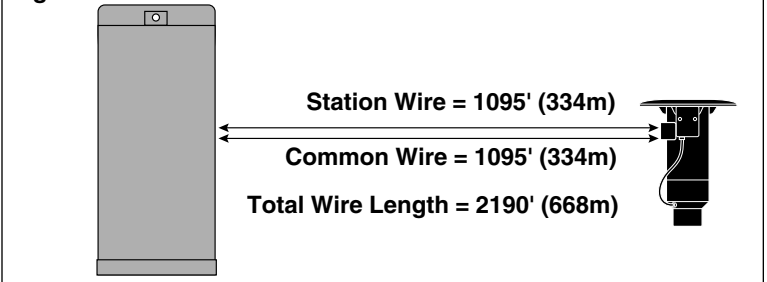 Station Wire = 1095' (334m)
Common Wire = 1095' (334m)
Total Wire Length = 2190' (668m)